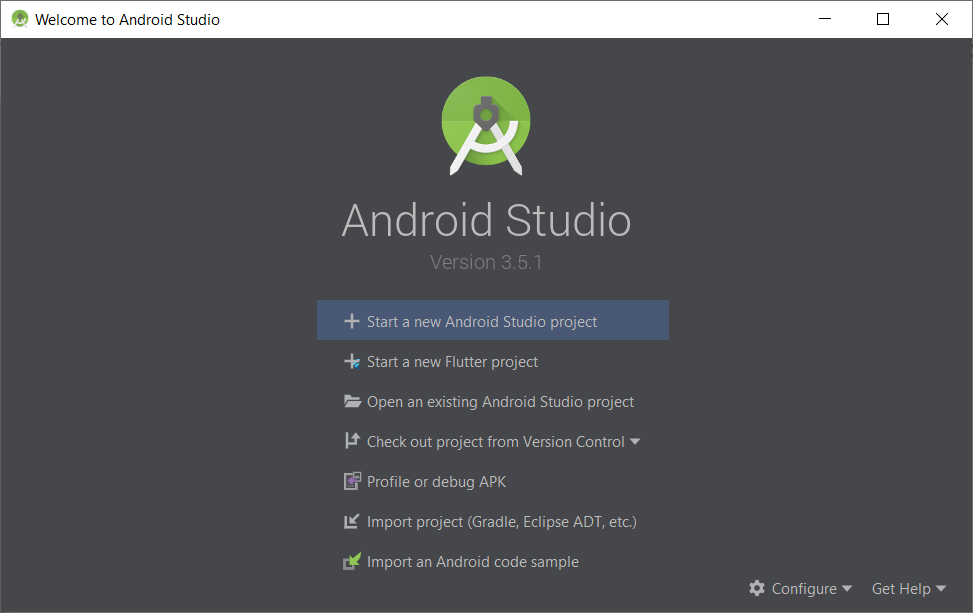 Welcome to Android Studio
Android Studio
Version 3.5.1
Start a new Android Studio project
Start a new Flutter project
Open an existing Android Studio project
Check out project from Version Control
Profile or debug APK
Import project (Gradle, Eclipse ADT, etc.)
Import an Android code sample
Configure Get Help